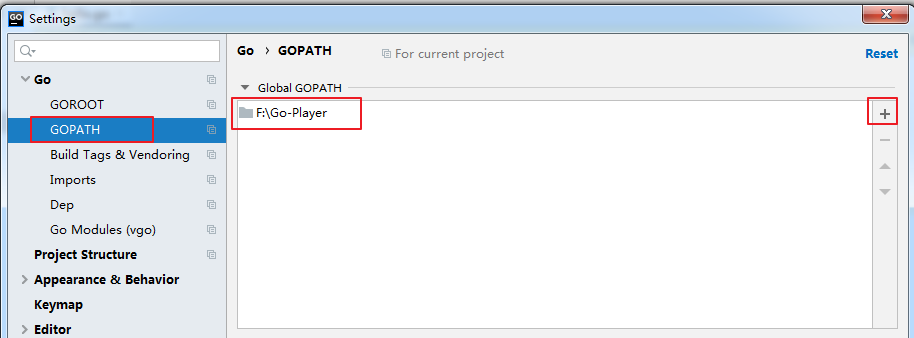 GO Settings
Go > GOPATH For current project Reset
Go
GOROOT
GOPATH
Build Tags & Vendoring
Imports
Dep
Go Modules (vgo)
Project Structure
Appearance & Behavior
Keymap
Editor
Global GOPATH
F:\Go-Player